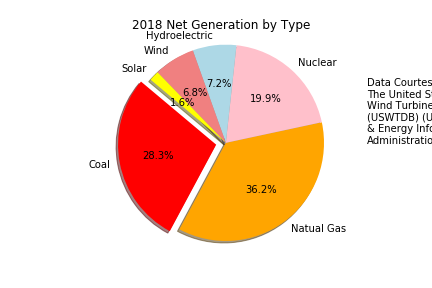 2018 Net Generation by Type
Hydroelectric
Wind
Solar
Nuclear
7.2%
6.8%
1.6%
19.9%
Data Courtes
The United St
Wind Turbine
(USWTDB) (U
& Energy Info
Administratio
Coal
28.3%
36.2%
Natual Gas